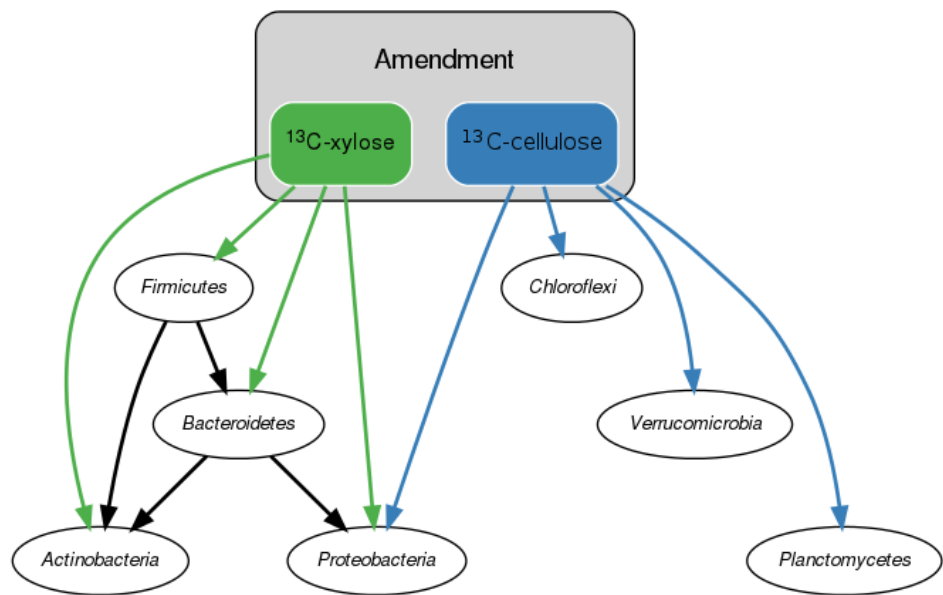 Amendment
¹³C-xylose
¹³C-cellulose
Firmicutes
Chloroflexi
Bacteroidetes
Verrucomicrobia
Actinobacteria
Proteobacteria
Planctomycetes